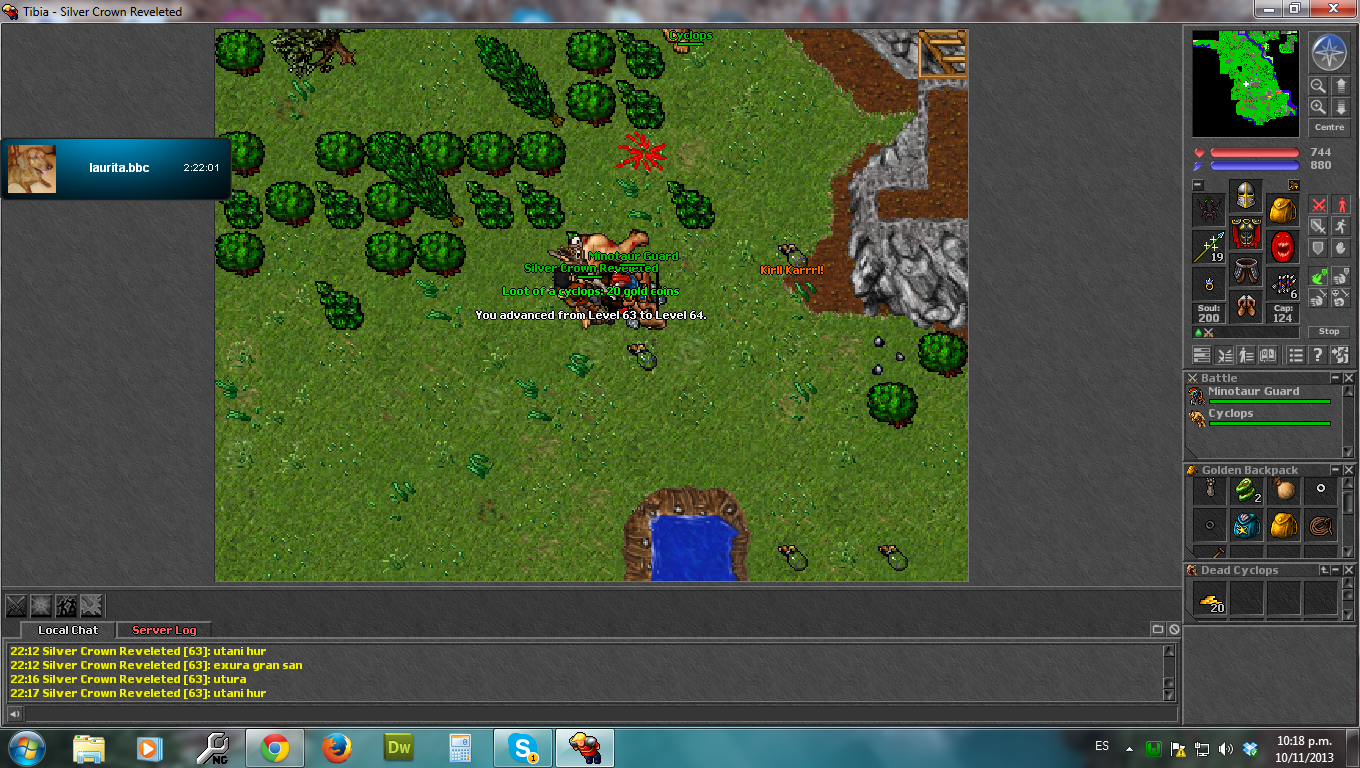 Tibia - Silver Crown Reveleted
Cyclops
laurita.bbc
2:22:01
Minotaur Guard
Silver Crown Reveleted
Kirll Karrrl!
Loot of a cyclops: 20 gold coins
You advanced from Level 63 to Level 64.
Centre
744
880
19
6
Soul:
200
Cap:
124
Stop
Battle
Minotaur Guard
Cyclops
Golden Backpack
2
Dead Cyclops
20
Local Chat
Server Log
22:12 Silver Crown Reveleted [63]: utani hur
22:12 Silver Crown Reveleted [63]: exura gran san
22:16 Silver Crown Reveleted [63]: utura
22:17 Silver Crown Reveleted [63]: utani hur
NG
Dw
S
1
ES
10:18 p.m.
10/11/2013